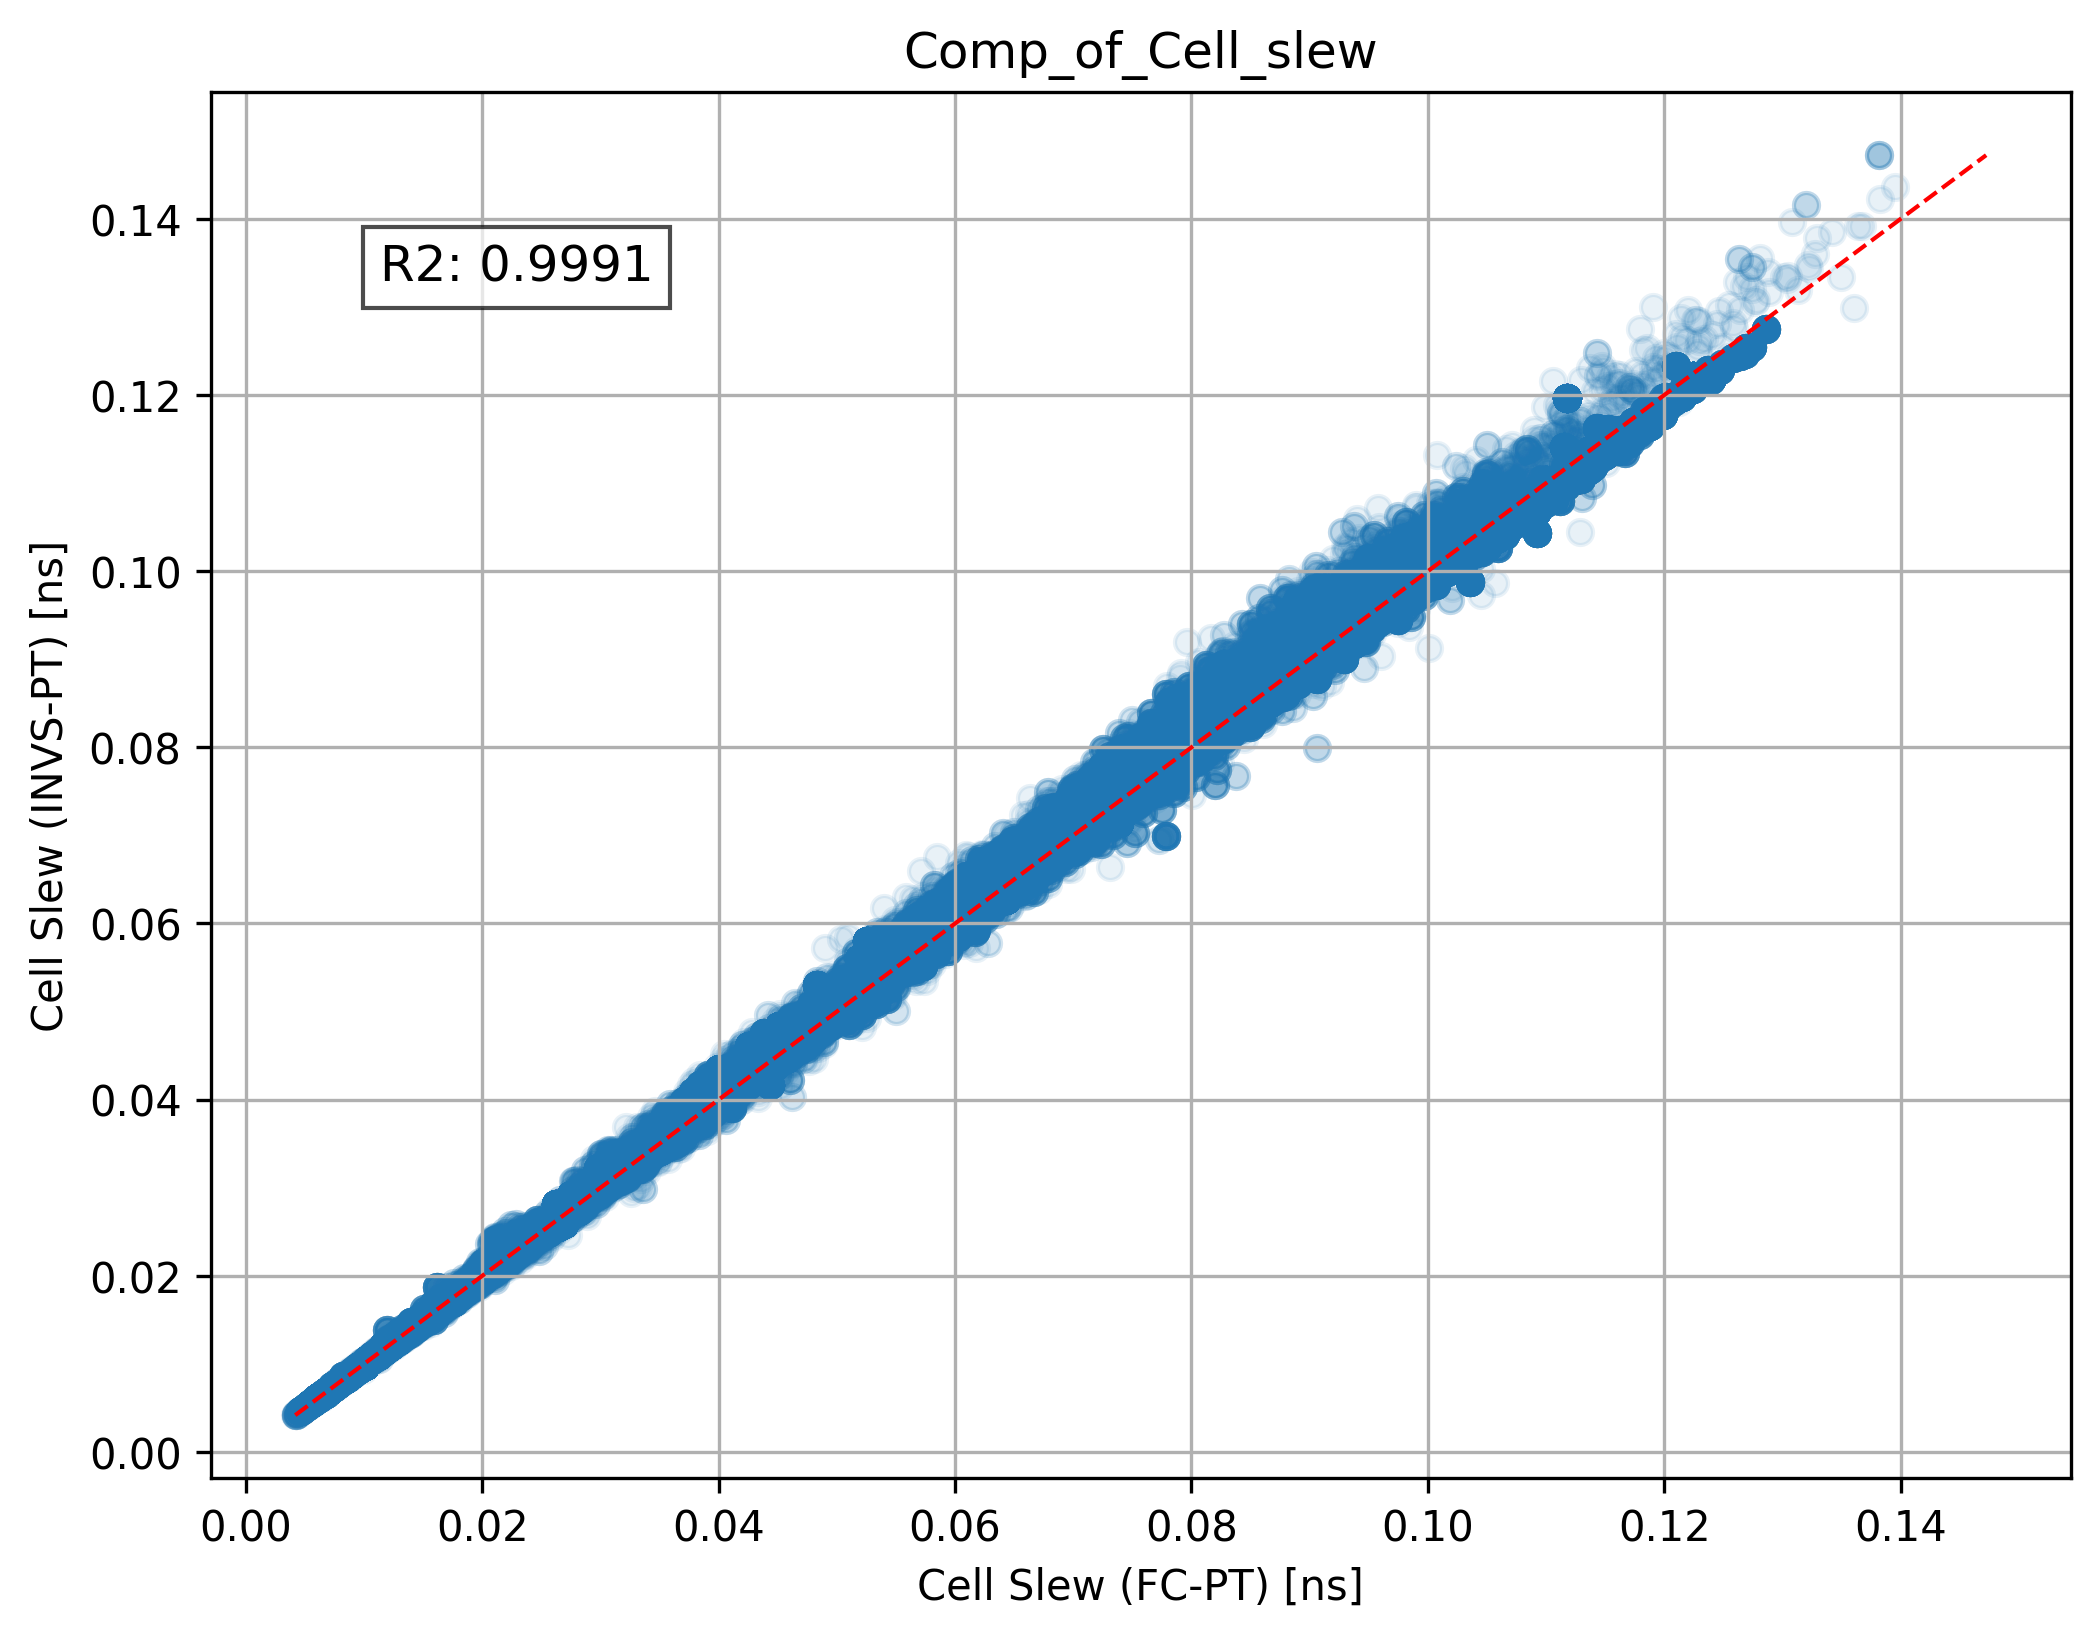 Comp_of_Cell_slew
R2: 0.9991
Cell Slew (INVS-PT) [ns]
0.14
0.12
0.10
0.08
0.06
0.04
0.02
0.00
0.00 0.02 0.04 0.06 0.08 0.10 0.12 0.14
Cell Slew (FC-PT) [ns]